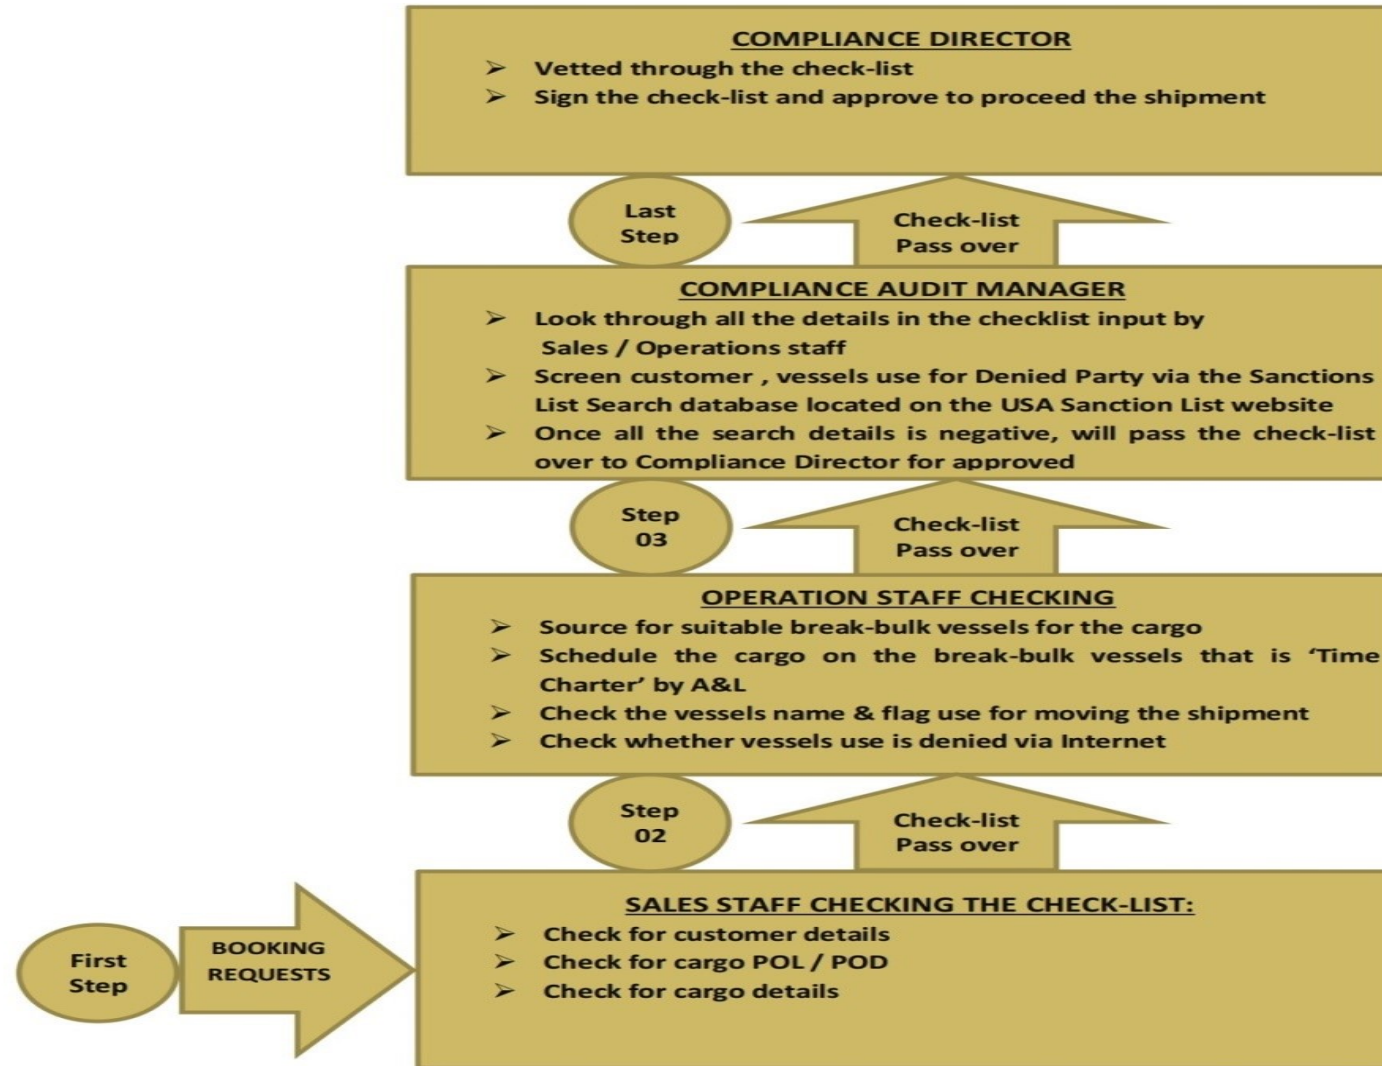 COMPLIANCE DIRECTOR
➢ Vetted through the check-list
➢ Sign the check-list and approve to proceed the shipment
Last
Step
Check-list
Pass over
COMPLIANCE AUDIT MANAGER
➢ Look through all the details in the checklist input by
Sales / Operations staff
➢ Screen customer , vessels use for Denied Party via the Sanctions
List Search database located on the USA Sanction List website
➢ Once all the search details is negative, will pass the check-list
over to Compliance Director for approved
Step
03
Check-list
Pass over
OPERATION STAFF CHECKING
➢ Source for suitable break-bulk vessels for the cargo
➢ Schedule the cargo on the break-bulk vessels that is ‘Time
Charter’ by A&L
➢ Check the vessels name & flag use for moving the shipment
➢ Check whether vessels use is denied via Internet
Step
02
Check-list
Pass over
First
Step
BOOKING
REQUESTS
SALES STAFF CHECKING THE CHECK-LIST:
➢ Check for customer details
➢ Check for cargo POL / POD
➢ Check for cargo details